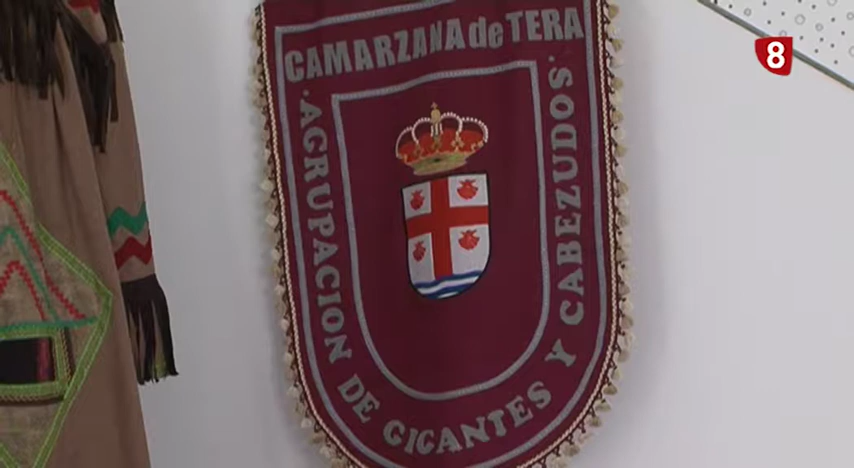 CAMARZANA de TERA
·AGRUPACION DE GIGANTES Y CABEZUDOS·
8